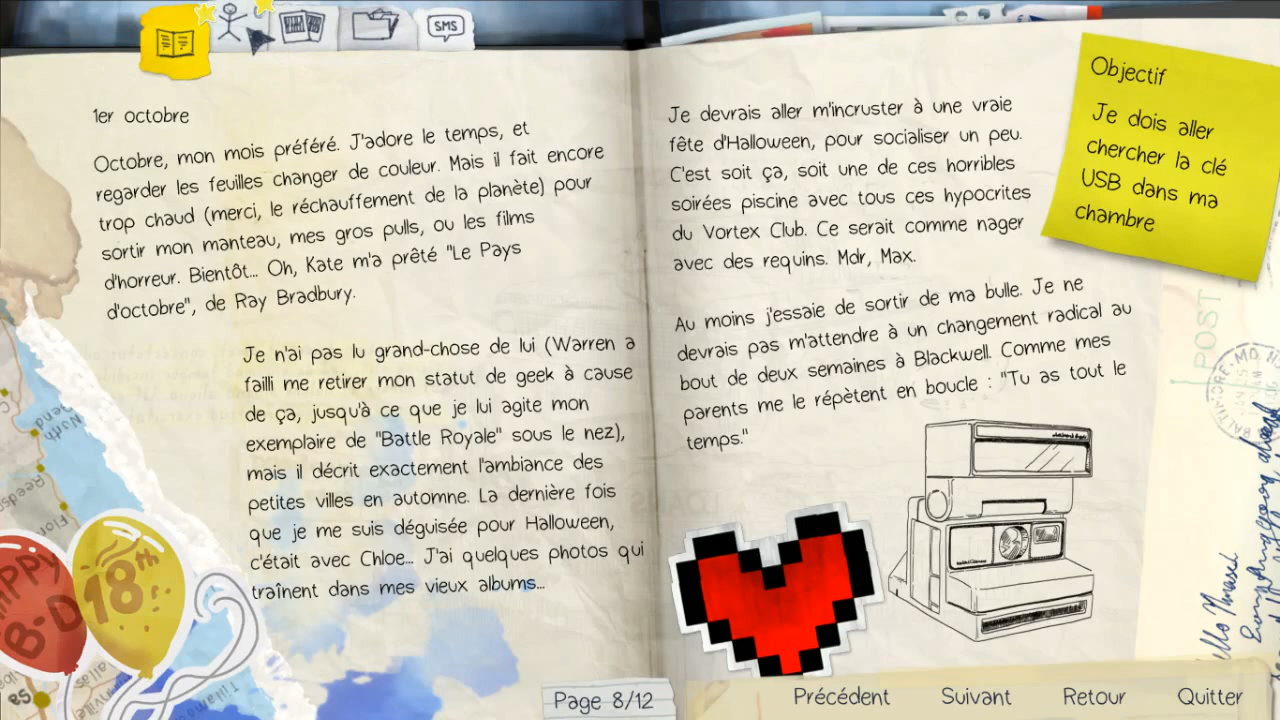 SMS
1er octobre
Octobre, mon mois préféré. J'adore le temps, et
regarder les feuilles changer de couleur. Mais il fait encore
trop chaud (merci, le réchauffement de la planète) pour
sortir mon manteau, mes gros pulls, ou les films
d'horreur. Bientôt... Oh, Kate m'a prêté "Le Pays
d'octobre", de Ray Bradbury.
Je n'ai pas lu grand-chose de lui (Warren a
failli me retirer mon statut de geek à cause
de ça, jusqu'à ce que je lui agite mon
exemplaire de "Battle Royale" sous le nez),
mais il décrit exactement l'ambiance des
petites villes en automne. La dernière fois
que je me suis déguisée pour Halloween,
c'était avec Chloe... J'ai quelques photos qui
traînent dans mes vieux albums...
Je devrais aller m'incruster à une vraie
fête d'Halloween, pour socialiser un peu.
C'est soit ça, soit une de ces horribles
soirées piscine avec tous ces hypocrites
du Vortex Club. Ce serait comme nager
avec des requins. Mdr, Max.
Au moins j'essaie de sortir de ma bulle. Je ne
devrais pas m'attendre à un changement radical au
bout de deux semaines à Blackwell. Comme mes
parents me le répètent en boucle : "Tu as tout le
temps."
Objectif
Je dois aller
chercher la clé
USB dans ma
chambre
POST
HAPPY
B-D
18th
North
Page 8/12
Précédent
Suivant
Retour
Quitter